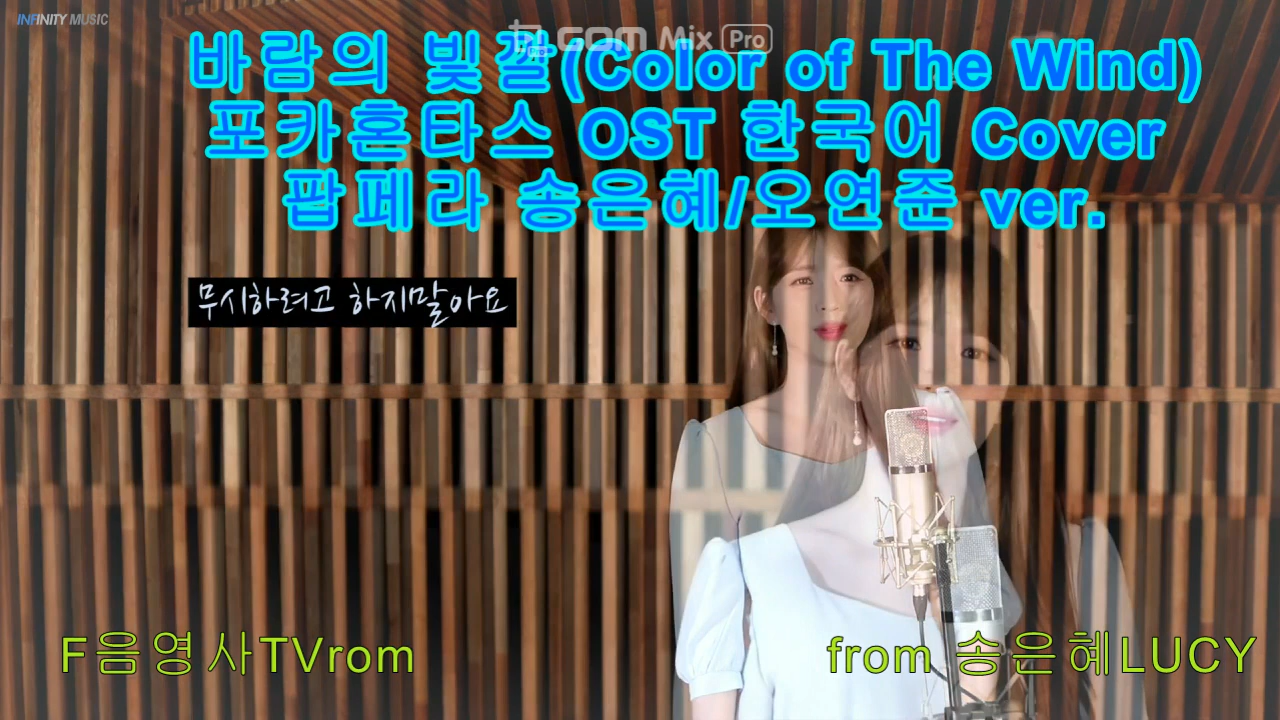 INFINITY MUSIC
GOM Mix Pro
바람의 빛깔(Color of The Wind)
포카혼타스 OST 한국어 Cover
팝페라 송은혜/오연준 ver.
무시하려고 하지말아요
F음영사TVrom
from 송은혜LUCY